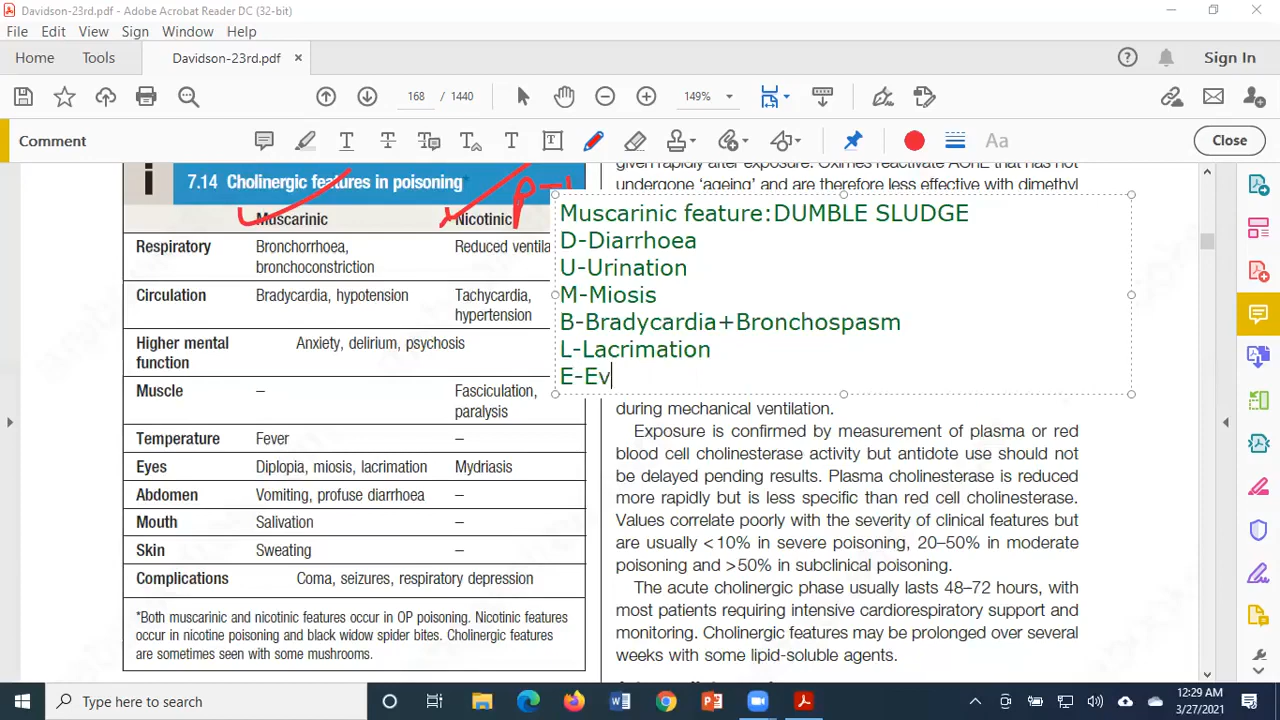 Davidson-23rd.pdf - Adobe Acrobat Reader DC (32-bit)
File Edit View Sign Window Help
Home Tools Davidson-23rd.pdf × Sign In
168 / 1440 149%
Comment Aa Close
7.14 Cholinergic features in poisoning*
Muscarinic Nicotinic
Respiratory Bronchorrhoea, bronchoconstriction Reduced ventila
Circulation Bradycardia, hypotension Tachycardia, hypertension
Higher mental function Anxiety, delirium, psychosis
Muscle – Fasciculation, paralysis
Temperature Fever –
Eyes Diplopia, miosis, lacrimation Mydriasis
Abdomen Vomiting, profuse diarrhoea –
Mouth Salivation –
Skin Sweating –
Complications Coma, seizures, respiratory depression
*Both muscarinic and nicotinic features occur in OP poisoning. Nicotinic features
occur in nicotine poisoning and black widow spider bites. Cholinergic features
are sometimes seen with some mushrooms.
given rapidly after exposure. Oximes reactivate AChE that has not
undergone ‘ageing’ and are therefore less effective with dimethyl
Muscarinic feature:DUMBLE SLUDGE
D-Diarrhoea
U-Urination
M-Miosis
B-Bradycardia+Bronchospasm
L-Lacrimation
E-Ev
during mechanical ventilation.
Exposure is confirmed by measurement of plasma or red
blood cell cholinesterase activity but antidote use should not
be delayed pending results. Plasma cholinesterase is reduced
more rapidly but is less specific than red cell cholinesterase.
Values correlate poorly with the severity of clinical features but
are usually <10% in severe poisoning, 20–50% in moderate
poisoning and >50% in subclinical poisoning.
The acute cholinergic phase usually lasts 48–72 hours, with
most patients requiring intensive cardiorespiratory support and
monitoring. Cholinergic features may be prolonged over several
weeks with some lipid-soluble agents.
Type here to search
12:29 AM
3/27/2021